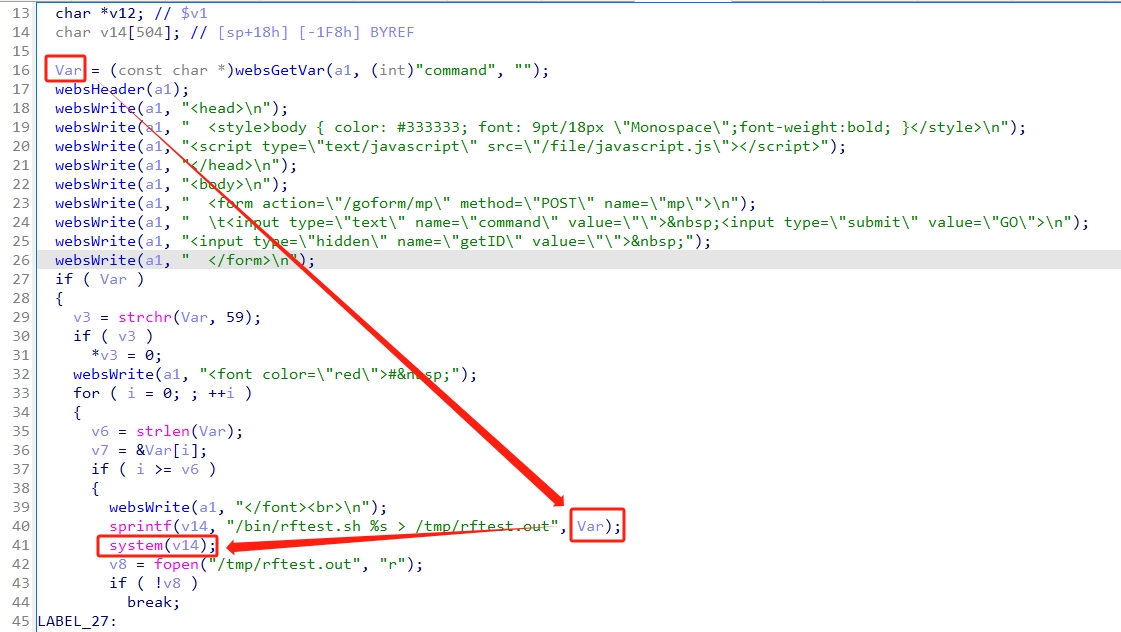 13 char *v12; // $v1
14 char v14[504]; // [sp+18h] [-1F8h] BYREF
15
16 Var = (const char *)websGetVar(a1, (int)"command", "");
17 websHeader(a1);
18 websWrite(a1, "<head>\n");
19 websWrite(a1, "  <style>body { color: #333333; font: 9pt/18px \"Monospace\";font-weight:bold; }</style>\n");
20 websWrite(a1, "<script type=\"text/javascript\" src=\"/file/javascript.js\"></script>");
21 websWrite(a1, "</head>\n");
22 websWrite(a1, "<body>\n");
23 websWrite(a1, "  <form action=\"/goform/mp\" method=\"POST\" name=\"mp\">\n");
24 websWrite(a1, "  \t<input type=\"text\" name=\"command\" value=\"\">&nbsp;<input type=\"submit\" value=\"GO\">\n");
25 websWrite(a1, "<input type=\"hidden\" name=\"getID\" value=\"\">&nbsp;");
26 websWrite(a1, "  </form>\n");
27 if ( Var )
28 {
29 v3 = strchr(Var, 59);
30 if ( v3 )
31 *v3 = 0;
32 websWrite(a1, "<font color=\"red\">#&nbsp;");
33 for ( i = 0; ; ++i )
34 {
35 v6 = strlen(Var);
36 v7 = &Var[i];
37 if ( i >= v6 )
38 {
39 websWrite(a1, "</font><br>\n");
40 sprintf(v14, "/bin/rftest.sh %s > /tmp/rftest.out", Var);
41 system(v14);
42 v8 = fopen("/tmp/rftest.out", "r");
43 if ( !v8 )
44 break;
45 LABEL_27: